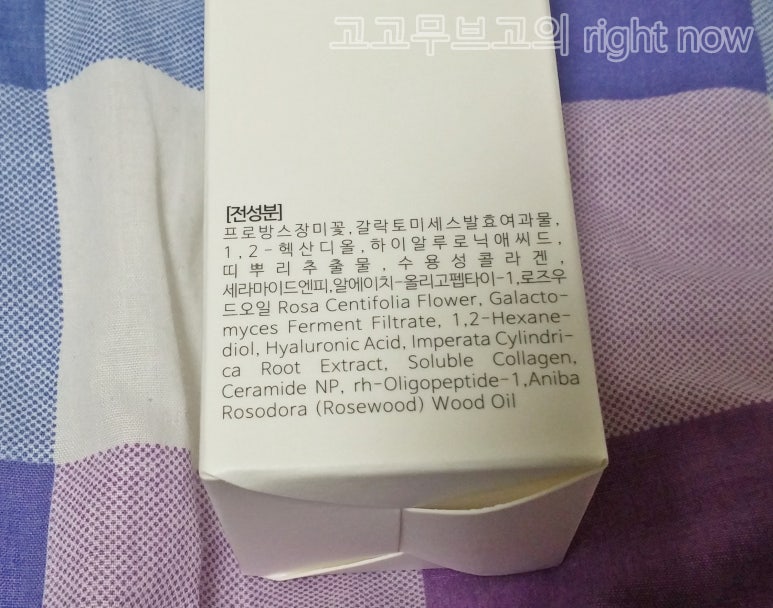 고고무브고의 right now
[전성분]
프로방스장미꽃,갈락토미세스발효여과물,
1,2-헥산디올,하이알루로닉애씨드,
띠뿌리추출물,수용성콜라겐,
세라마이드엔피,알에이치-올리고펩타이-1,로즈우
드오일 Rosa Centifolia Flower, Galacto-
myces Ferment Filtrate, 1,2-Hexane-
diol, Hyaluronic Acid, Imperata Cylindri-
ca Root Extract, Soluble Collagen,
Ceramide NP, rh-Oligopeptide-1,Aniba
Rosodora (Rosewood) Wood Oil